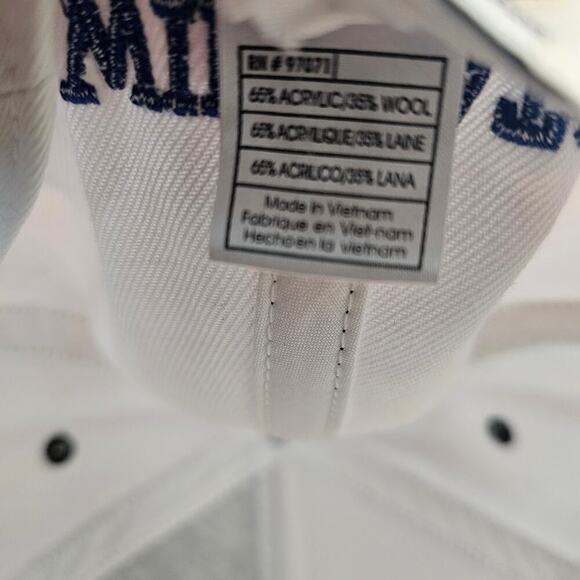 MI
RN # 97071
65% ACRYLIC/35% WOOL
65% ACRYLIQUE/35% LAINE
65% ACRILICO/35% LANA
Made in Vietnam
Fabrique en Viet-nam
Hecho en la Vietnam